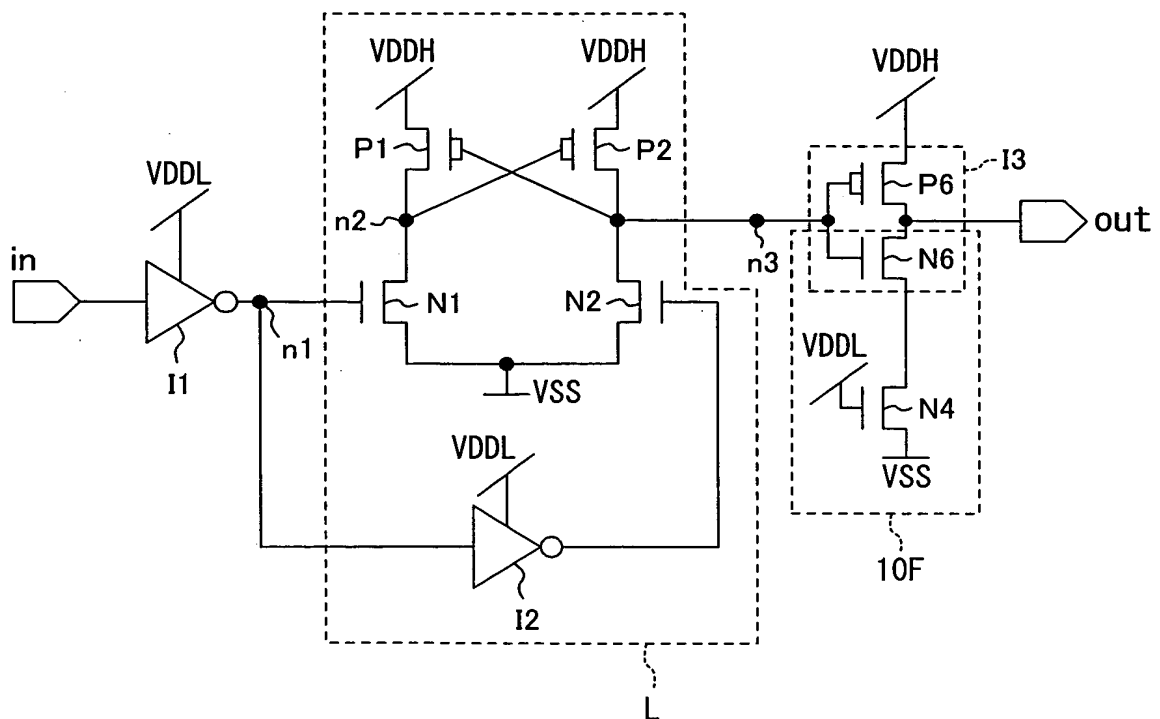 VDDH
VDDH
VDDH
P1
P2
I3
VDDL
P6
n2
n3
out
in
N6
N1
N2
n1
VDDL
I1
VSS
N4
VDDL
VSS
10F
I2
L